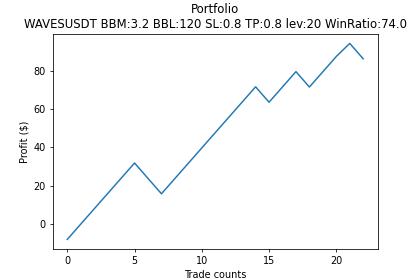 Portfolio
WAVESUSDT BBM:3.2 BBL:120 SL:0.8 TP:0.8 lev:20 WinRatio:74.0
80
60
40
20
0
Profit ($)
0 5 10 15 20
Trade counts